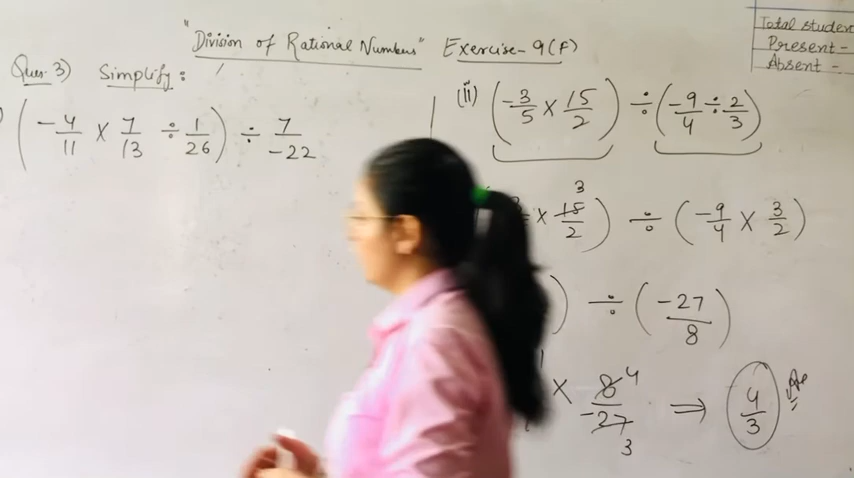 "Division of Rational Numbers" Exercise-9(F)
Total student
Present -
Absent -
Ques. 3) Simplify:
(-4/11 × 7/13 ÷ 1/26) ÷ 7/-22
(ii) (-3/5 × 15/2) ÷ (-9/4 ÷ 2/3)
× 15/2) ÷ (-9/4 × 3/2)
3
) ÷ (-27/8)
× 8/-27 ⇒ 4/3 Ans
4
3